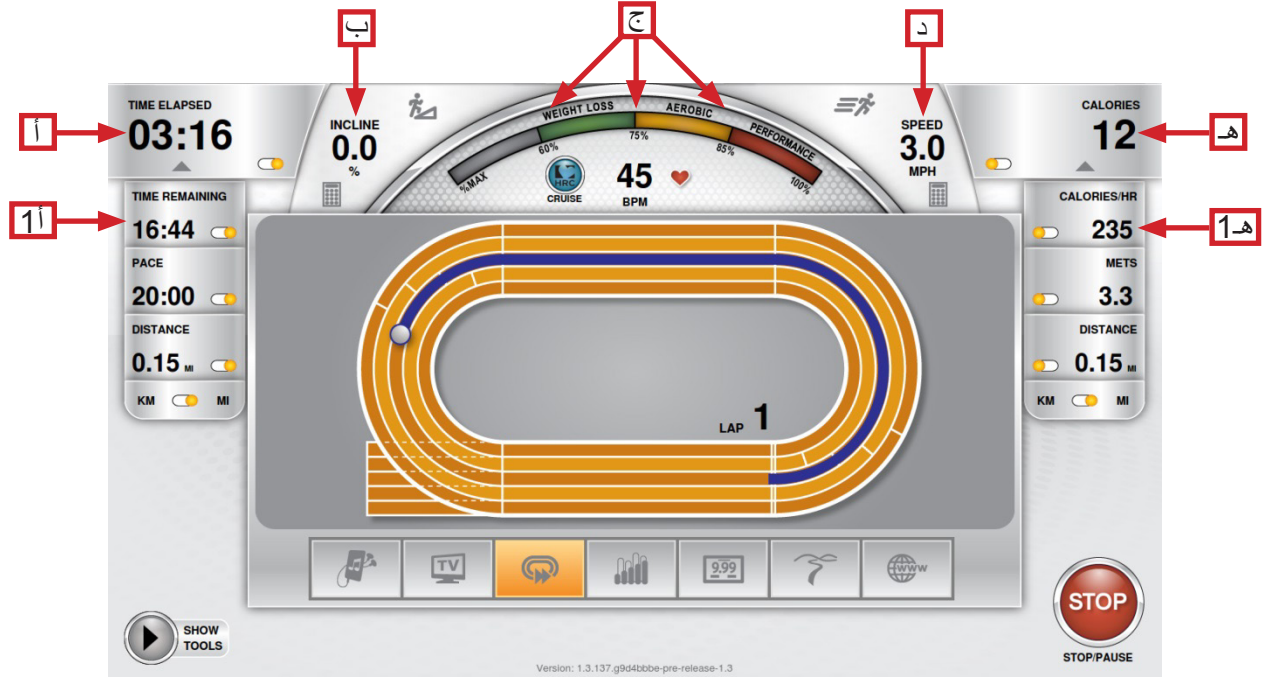 ب
ج
د
TIME ELAPSED
03:16
أ
INCLINE
0.0
%
WEIGHT LOSS
AEROBIC
PERFORMANCE
%MAX
60%
75%
85%
100%
HRC
CRUISE
45
BPM
SPEED
3.0
MPH
CALORIES
12
هـ
TIME REMAINING
16:44
أ1
PACE
20:00
DISTANCE
0.15 MI
KM MI
CALORIES/HR
235
هـ1
METS
3.3
DISTANCE
0.15 MI
KM MI
LAP 1
TV
9.99
WWW
SHOW
TOOLS
STOP
STOP/PAUSE
Version: 1.3.137.g9d4bbbe-pre-release-1.3